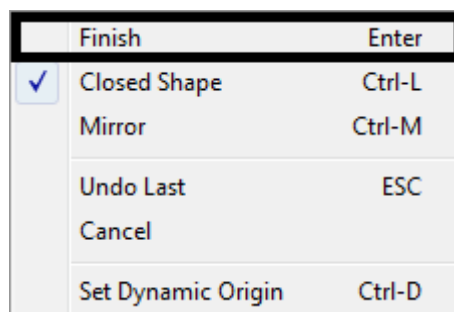 Finish Enter
Closed Shape Ctrl-L
Mirror Ctrl-M
Undo Last ESC
Cancel
Set Dynamic Origin Ctrl-D